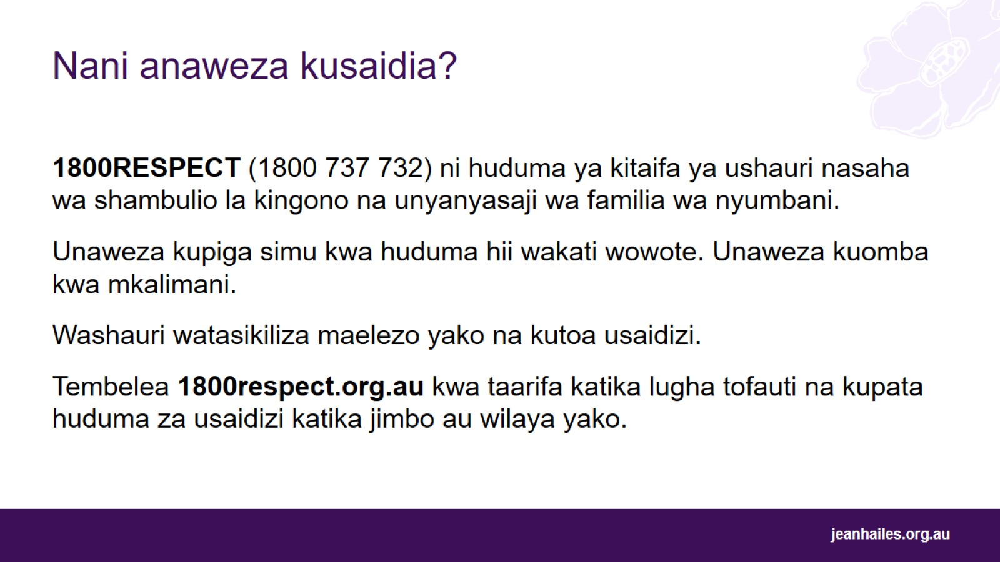 Nani anaweza kusaidia?
1800RESPECT (1800 737 732) ni huduma ya kitaifa ya ushauri nasaha
wa shambulio la kingono na unyanyasaji wa familia wa nyumbani.
Unaweza kupiga simu kwa huduma hii wakati wowote. Unaweza kuomba
kwa mkalimani.
Washauri watasikiliza maelezo yako na kutoa usaidizi.
Tembelea 1800respect.org.au kwa taarifa katika lugha tofauti na kupata
huduma za usaidizi katika jimbo au wilaya yako.
jeanhailes.org.au